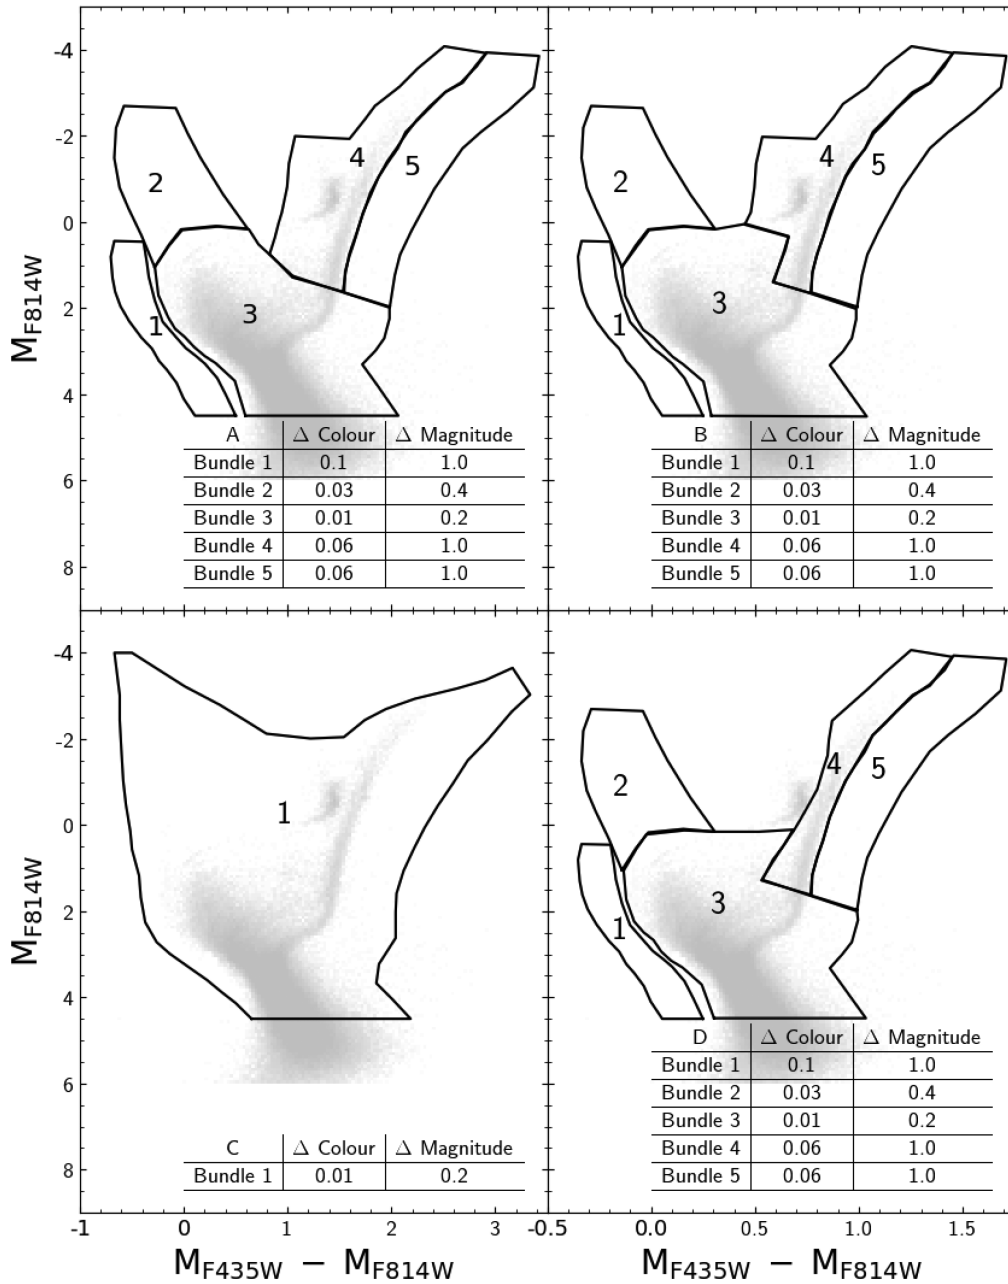 -4
-2
0
2
4
6
8
M_F814W
2
4
5
1
3
A Δ Colour Δ Magnitude
Bundle 1 0.1 1.0
Bundle 2 0.03 0.4
Bundle 3 0.01 0.2
Bundle 4 0.06 1.0
Bundle 5 0.06 1.0
2
4
5
1
3
B Δ Colour Δ Magnitude
Bundle 1 0.1 1.0
Bundle 2 0.03 0.4
Bundle 3 0.01 0.2
Bundle 4 0.06 1.0
Bundle 5 0.06 1.0
-4
-2
0
2
4
6
8
M_F814W
1
C Δ Colour Δ Magnitude
Bundle 1 0.01 0.2
2
4
5
1
3
D Δ Colour Δ Magnitude
Bundle 1 0.1 1.0
Bundle 2 0.03 0.4
Bundle 3 0.01 0.2
Bundle 4 0.06 1.0
Bundle 5 0.06 1.0
-1 0 1 2 3
-0.5 0.0 0.5 1.0 1.5
M_F435W − M_F814W
M_F435W − M_F814W